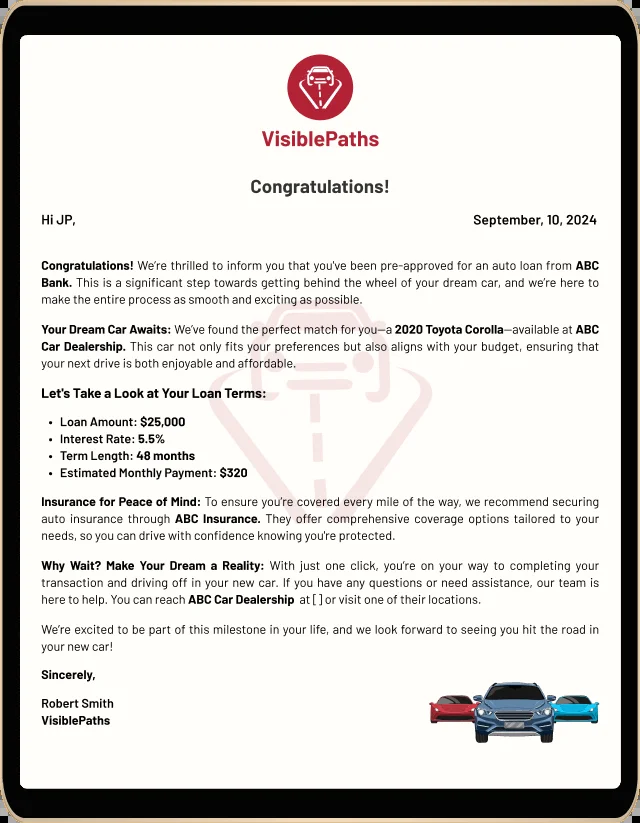 VisiblePaths
Congratulations!
Hi JP,
September, 10, 2024
Congratulations! We're thrilled to inform you that you've been pre-approved for an auto loan from ABC
Bank. This is a significant step towards getting behind the wheel of your dream car, and we're here to
make the entire process as smooth and exciting as possible.
Your Dream Car Awaits: We've found the perfect match for you—a 2020 Toyota Corolla—available at ABC
Car Dealership. This car not only fits your preferences but also aligns with your budget, ensuring that
your next drive is both enjoyable and affordable.
Let's Take a Look at Your Loan Terms:
• Loan Amount: $25,000
• Interest Rate: 5.5%
• Term Length: 48 months
• Estimated Monthly Payment: $320
Insurance for Peace of Mind: To ensure you're covered every mile of the way, we recommend securing
auto insurance through ABC Insurance. They offer comprehensive coverage options tailored to your
needs, so you can drive with confidence knowing you're protected.
Why Wait? Make Your Dream a Reality: With just one click, you're on your way to completing your
transaction and driving off in your new car. If you have any questions or need assistance, our team is
here to help. You can reach ABC Car Dealership at [ ] or visit one of their locations.
We're excited to be part of this milestone in your life, and we look forward to seeing you hit the road in
your new car!
Sincerely,
Robert Smith
VisiblePaths